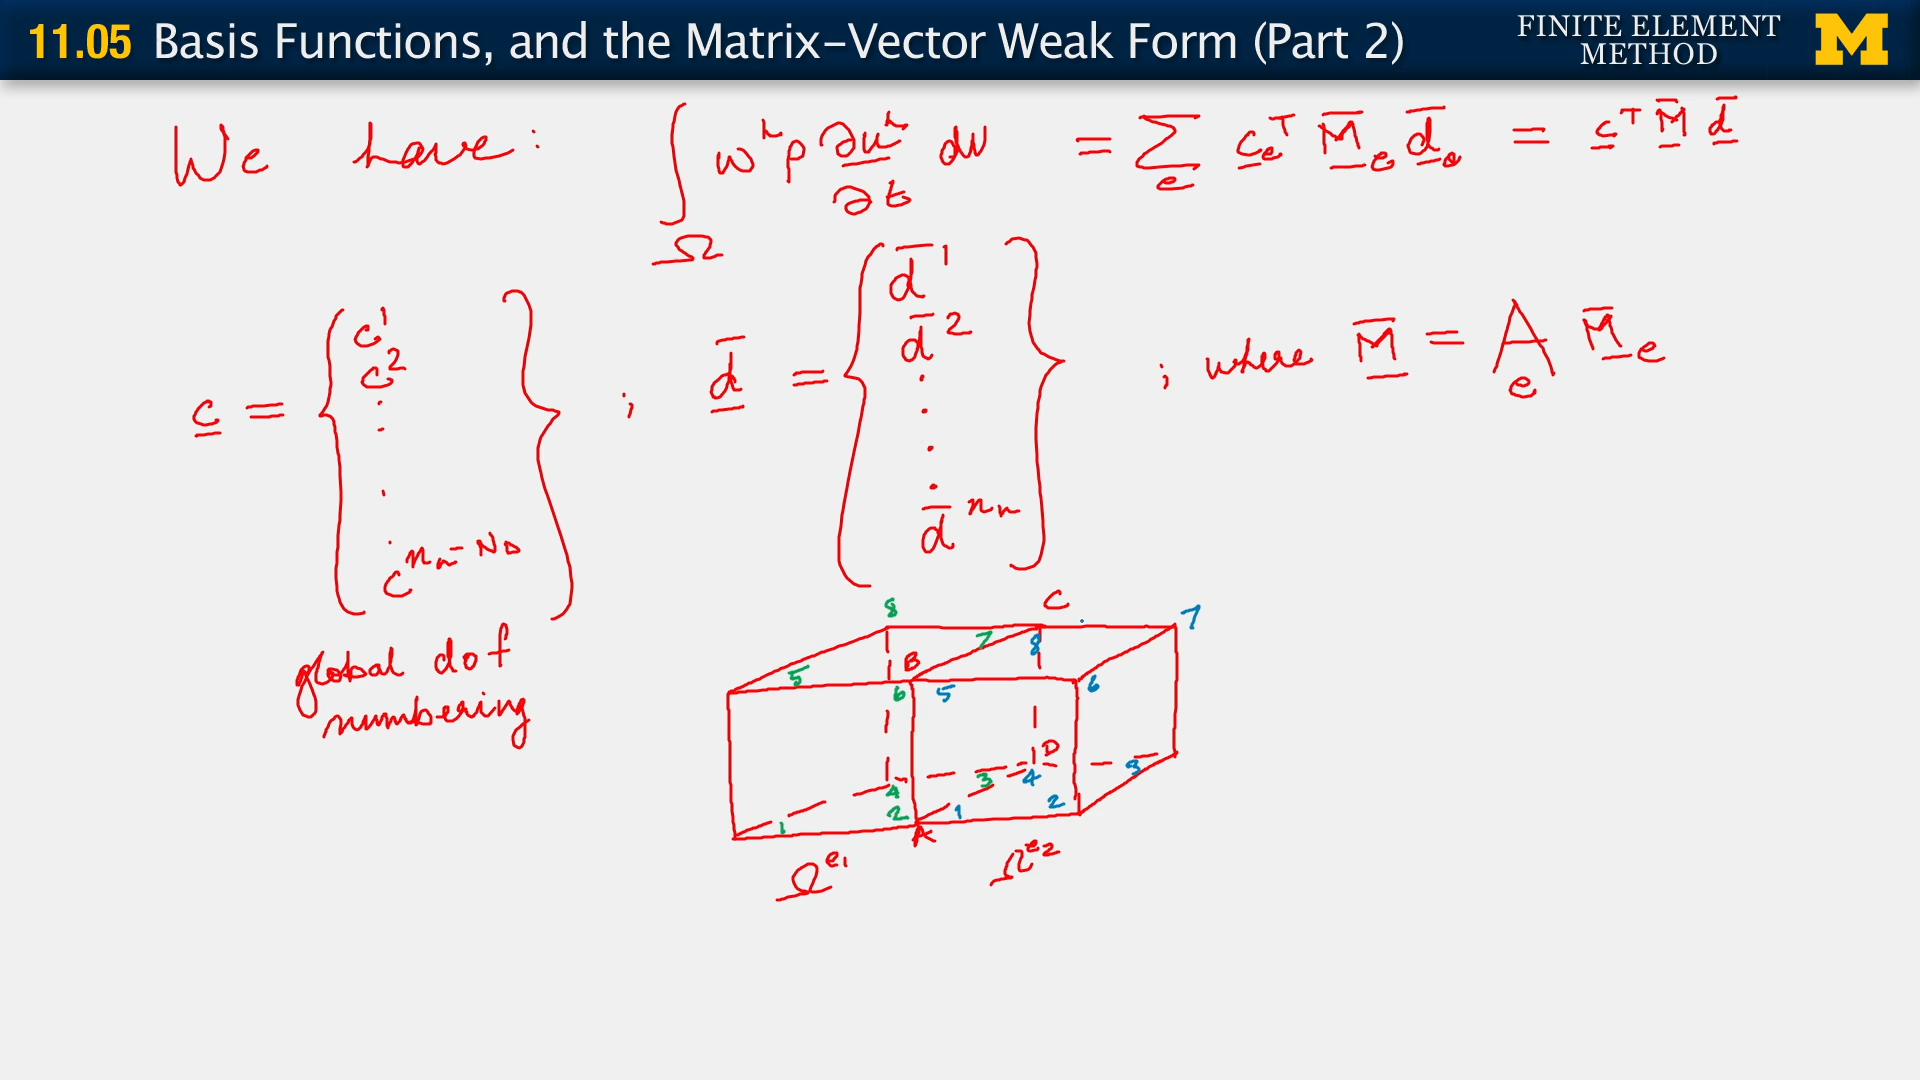 11.05 Basis Functions, and the Matrix–Vector Weak Form (Part 2)
FINITE ELEMENT
METHOD
M
We have: ∫_Ω w^h ρ ∂u^h/∂t dV = Σ_e c_e^T M̄_e d̄_e = c^T M̄ d̄
c = { c^1 c^2 . . . . c^{n_n - N_D} } ; d̄ = { d̄^1 d̄^2 . . . . d̄^{n_n} } ; where M̄ = A_e M̄_e
global dof
numbering
8 C 7
7 8
5 B
6 5 6
D
4 3 4 3
1 2 1 2
A
Ω^{e_1} Ω^{e_2}